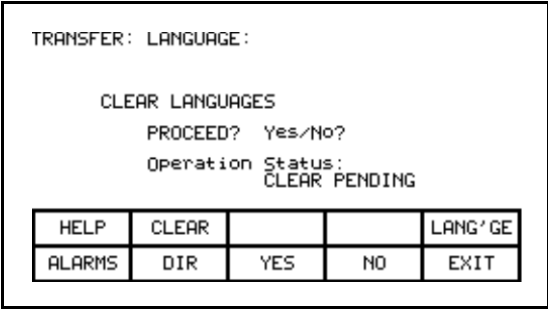 TRANSFER: LANGUAGE:
CLEAR LANGUAGES
PROCEED? Yes/No?
Operation Status:
CLEAR PENDING
HELP CLEAR LANG'GE
ALARMS DIR YES NO EXIT